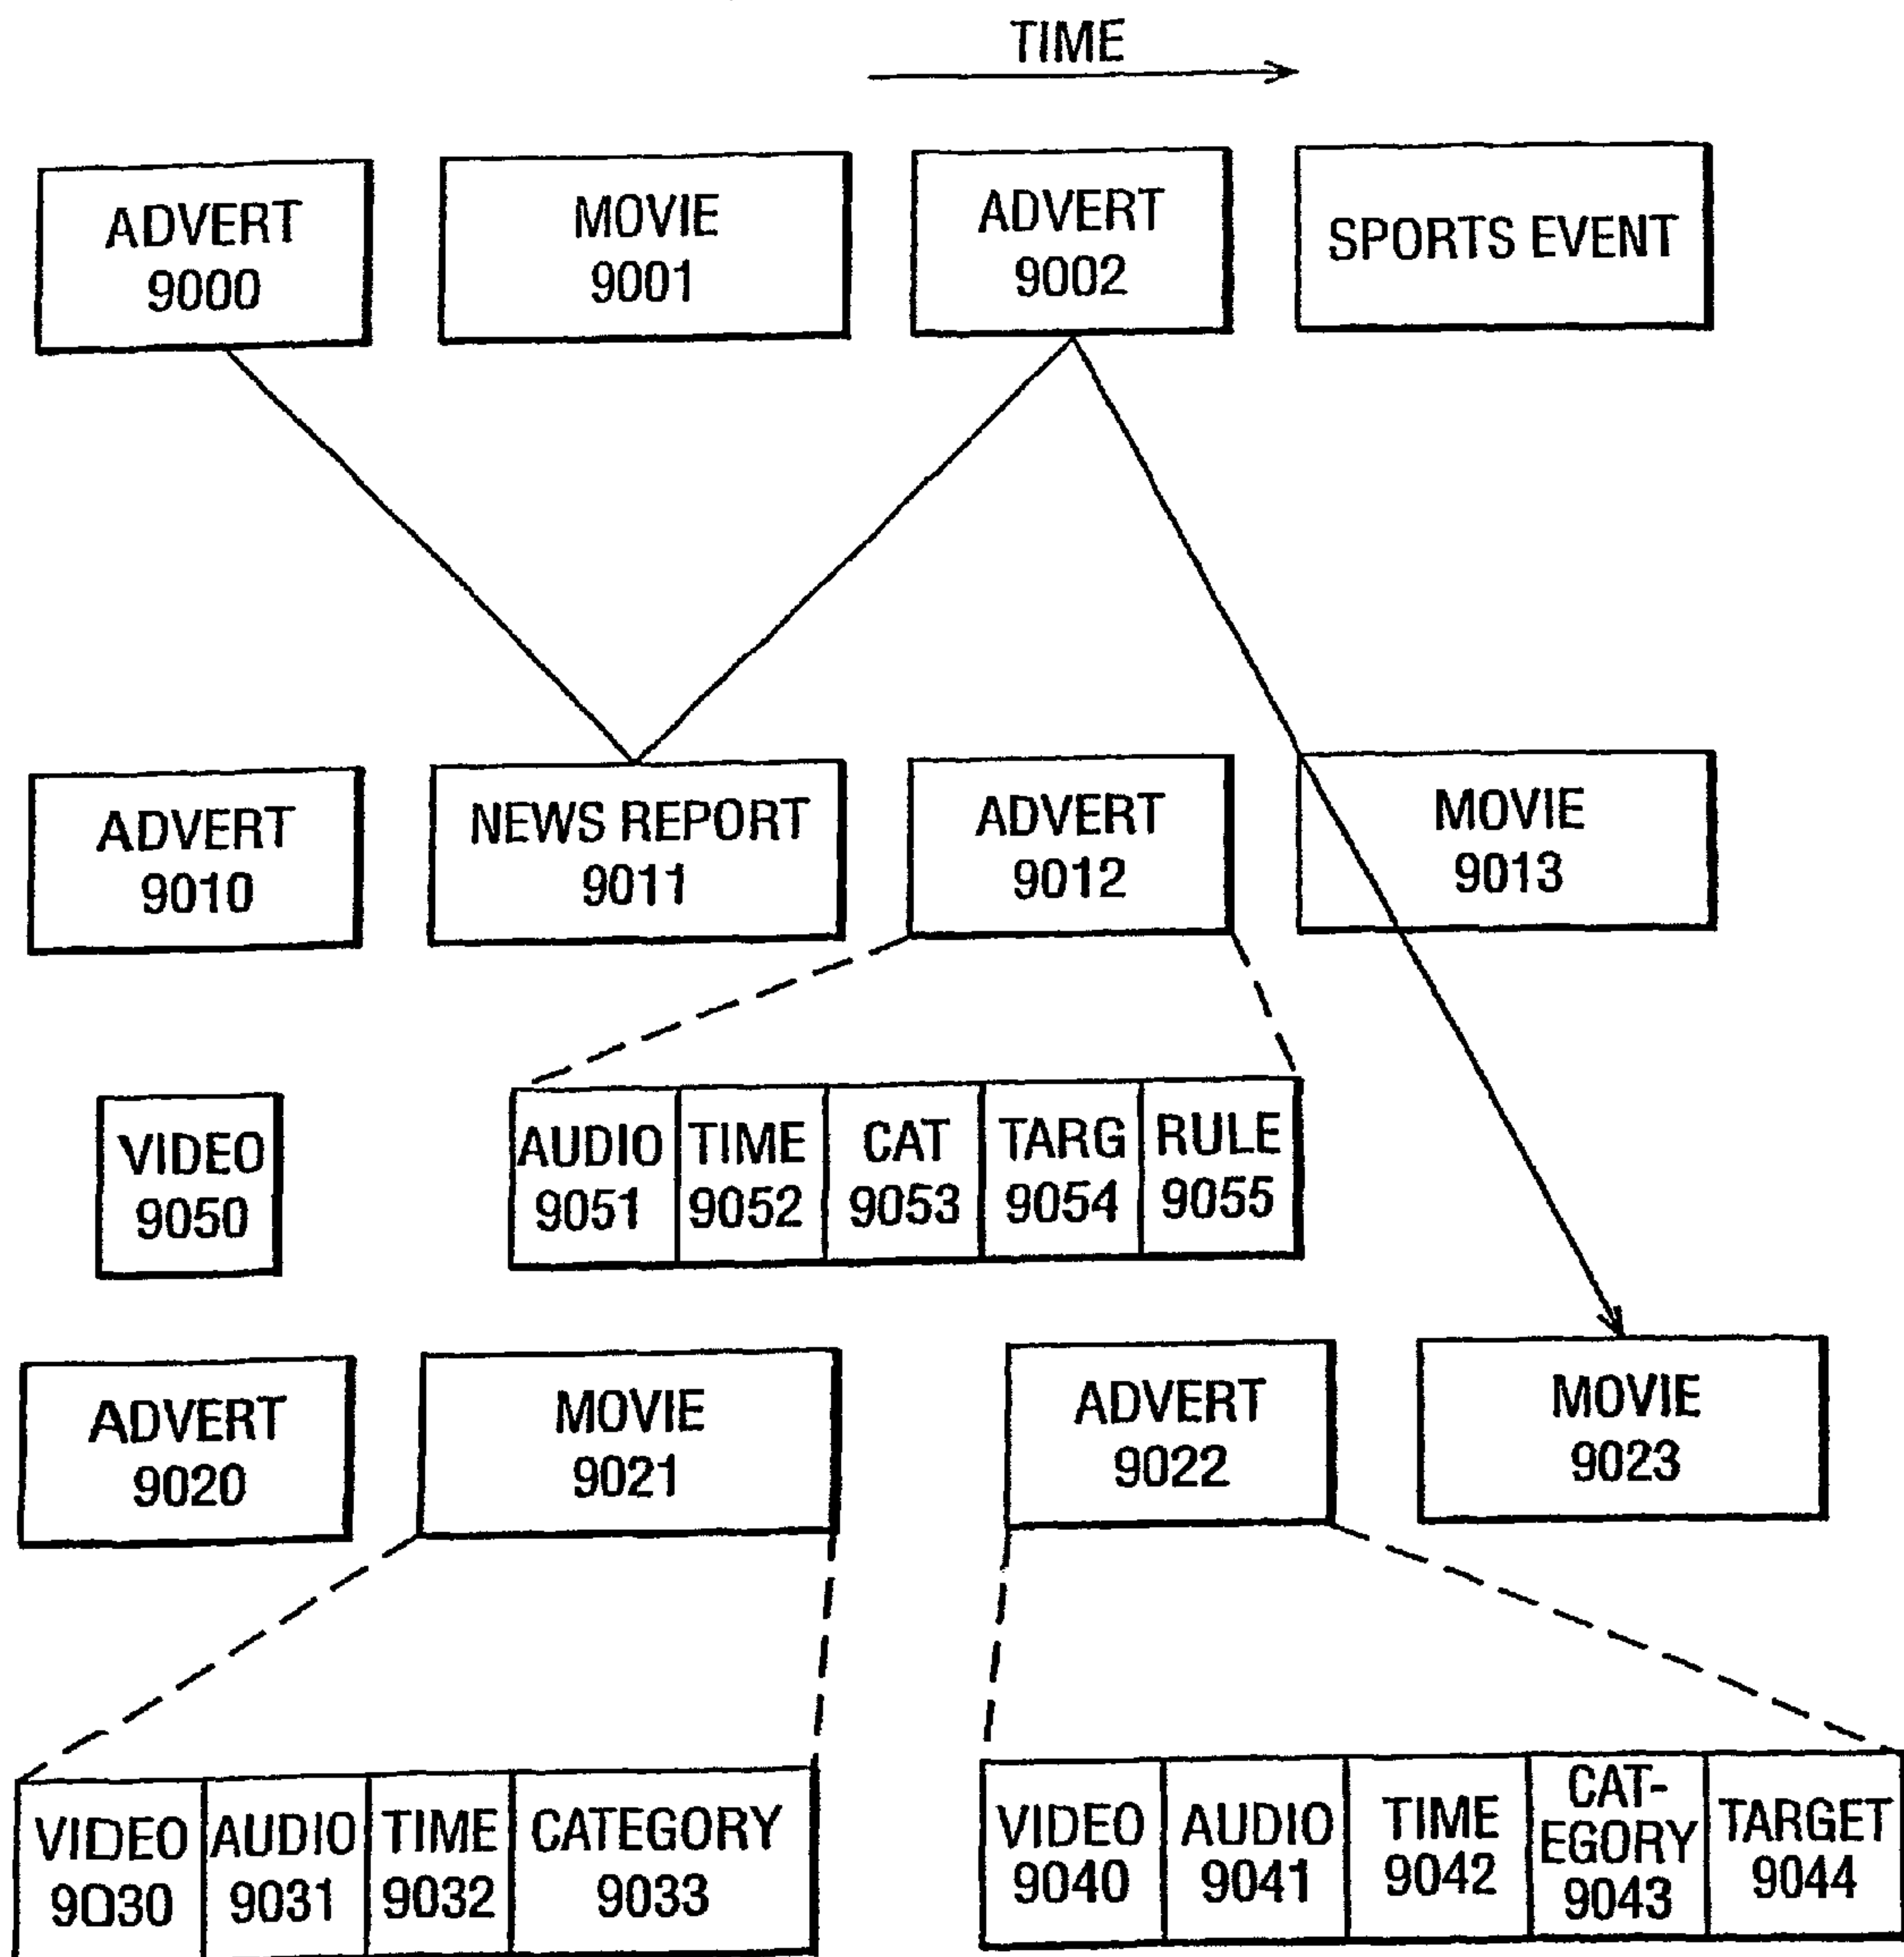 TIME
ADVERT
9000
MOVIE
9001
ADVERT
9002
SPORTS EVENT
ADVERT
9010
NEWS REPORT
9011
ADVERT
9012
MOVIE
9013
VIDEO
9050
AUDIO
9051
TIME
9052
CAT
9053
TARG
9054
RULE
9055
ADVERT
9020
MOVIE
9021
ADVERT
9022
MOVIE
9023
VIDEO
9030
AUDIO
9031
TIME
9032
CATEGORY
9033
VIDEO
9040
AUDIO
9041
TIME
9042
CAT-
EGORY
9043
TARGET
9044